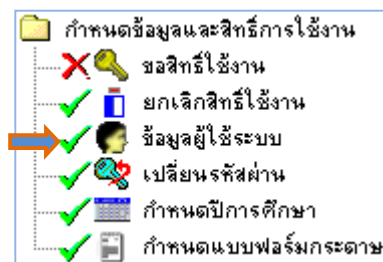 กำหนดข้อมูลและสิทธิ์การใช้งาน
ขอสิทธิ์ใช้งาน
ยกเลิกสิทธิ์ใช้งาน
ข้อมูลผู้ใช้ระบบ
เปลี่ยนรหัสผ่าน
กำหนดปีการศึกษา
กำหนดแบบฟอร์มกระดาษ